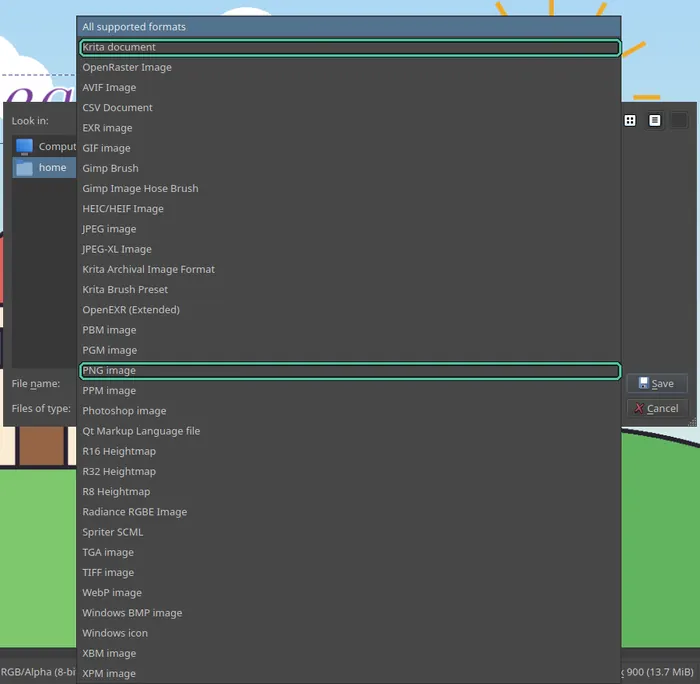 All supported formats
Krita document
OpenRaster Image
AVIF Image
CSV Document
EXR image
GIF image
Gimp Brush
Gimp Image Hose Brush
HEIC/HEIF Image
JPEG image
JPEG-XL Image
Krita Archival Image Format
Krita Brush Preset
OpenEXR (Extended)
PBM image
PGM image
PNG image
PPM image
Photoshop image
Qt Markup Language file
R16 Heightmap
R32 Heightmap
R8 Heightmap
Radiance RGBE Image
Spriter SCML
TGA image
TIFF image
WebP image
Windows BMP image
Windows icon
XBM image
XPM image
Look in:
Comput
home
File name:
Save
Files of type:
Cancel
RGB/Alpha (8-bi
900 (13.7 MiB)